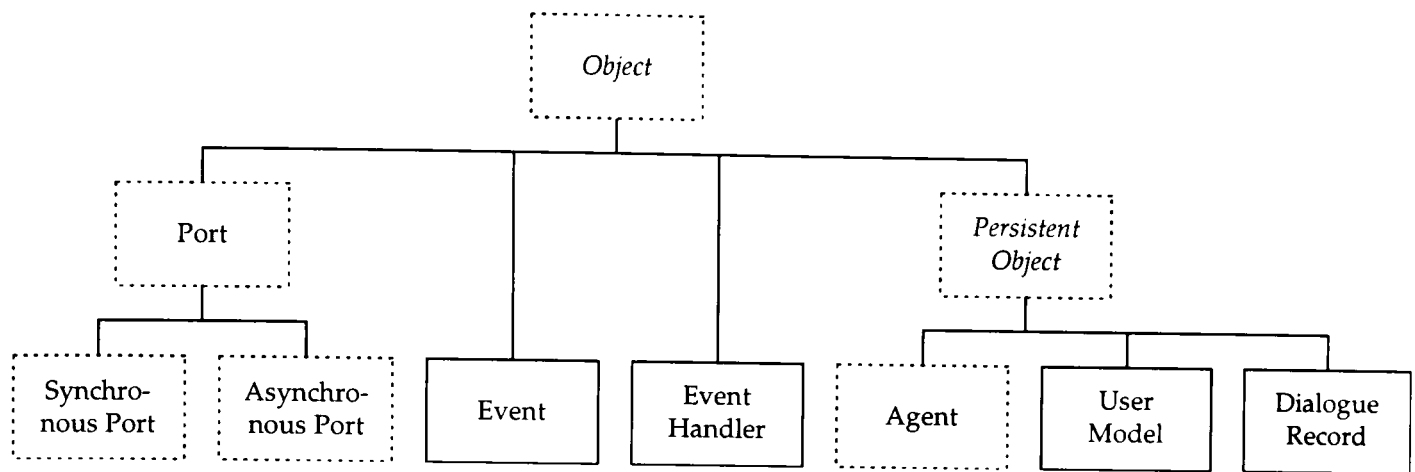 Object
Port
Persistent
Object
Synchro-
nous Port
Asynchro-
nous Port
Event
Event
Handler
Agent
User
Model
Dialogue
Record